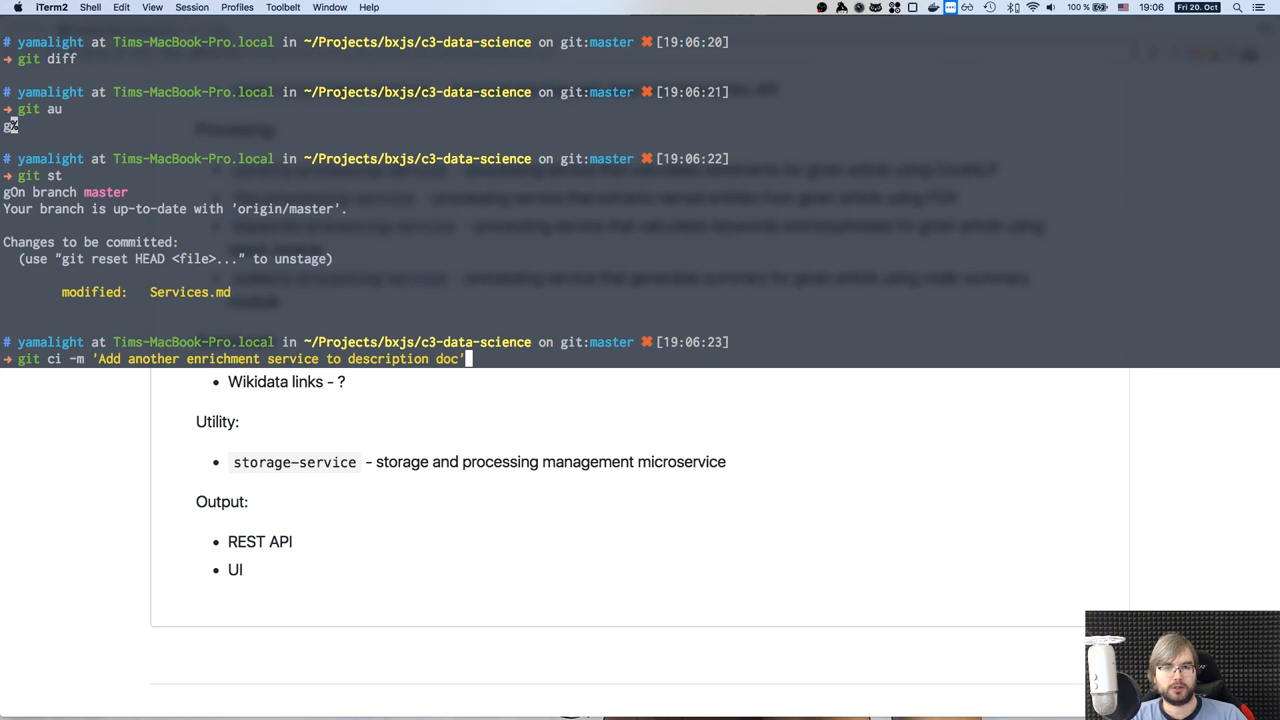 iTerm2 Shell Edit View Session Profiles Toolbelt Window Help 100 % 19:06 Fri 20. Oct
# yamalight at Tims-MacBook-Pro.local in ~/Projects/bxjs/c3-data-science on git:master ✖ [19:06:20]
➜ git diff
# yamalight at Tims-MacBook-Pro.local in ~/Projects/bxjs/c3-data-science on git:master ✖ [19:06:21]
➜ git au
# yamalight at Tims-MacBook-Pro.local in ~/Projects/bxjs/c3-data-science on git:master ✖ [19:06:22]
➜ git st
gOn branch master
Your branch is up-to-date with 'origin/master'.
Changes to be committed:
(use "git reset HEAD <file>..." to unstage)
modified: Services.md
# yamalight at Tims-MacBook-Pro.local in ~/Projects/bxjs/c3-data-science on git:master ✖ [19:06:23]
➜ git ci -m 'Add another enrichment service to description doc'
• Wikidata links - ?
Utility:
• storage-service - storage and processing management microservice
Output:
• REST API
• UI